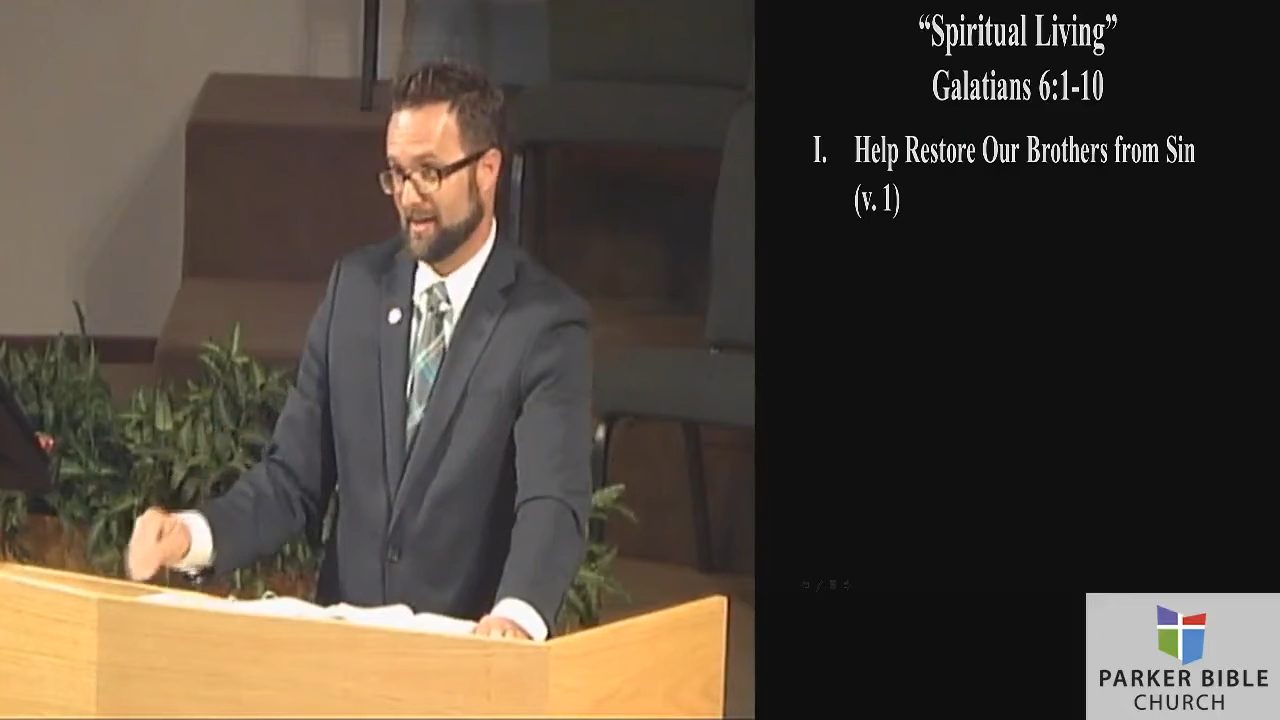 “Spiritual Living”
Galatians 6:1-10
I. Help Restore Our Brothers from Sin
(v. 1)
PARKER BIBLE
CHURCH